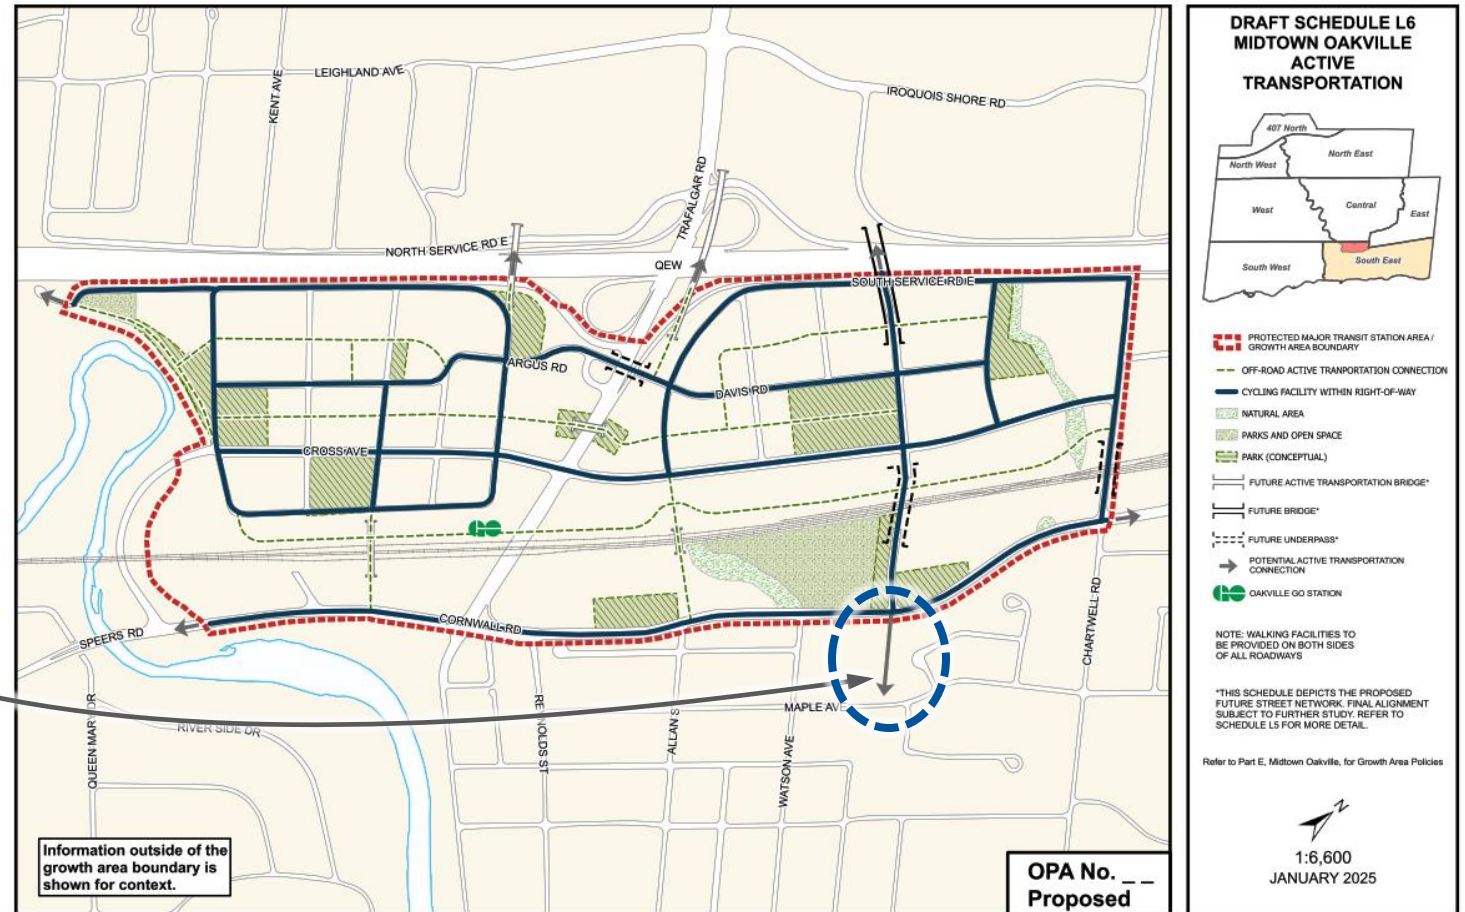 LEIGHLAND AVE
KENT AVE
IROQUOIS SHORE RD
TRAFALGAR RD
NORTH SERVICE RD E
QEW
SOUTH SERVICE RD E
ARGUS RD
DAVIS RD
CROSS AVE
GO
CORNWALL RD
SPEERS RD
CHARTWELL RD
MAPLE AVE
RIVER SIDE DR
QUEEN MARY DR
REYNOLDS ST
ALLAN S
WATSON AVE
Information outside of the
growth area boundary is
shown for context.
OPA No. _ _
Proposed
DRAFT SCHEDULE L6
MIDTOWN OAKVILLE
ACTIVE
TRANSPORTATION
407 North
North West
North East
West
Central
East
South West
South East
PROTECTED MAJOR TRANSIT STATION AREA /
GROWTH AREA BOUNDARY
OFF-ROAD ACTIVE TRANPORTATION CONNECTION
CYCLING FACILITY WITHIN RIGHT-OF-WAY
NATURAL AREA
PARKS AND OPEN SPACE
PARK (CONCEPTUAL)
FUTURE ACTIVE TRANSPORTATION BRIDGE*
FUTURE BRIDGE*
FUTURE UNDERPASS*
POTENTIAL ACTIVE TRANSPORTATION
CONNECTION
GO OAKVILLE GO STATION
NOTE: WALKING FACILITIES TO
BE PROVIDED ON BOTH SIDES
OF ALL ROADWAYS
*THIS SCHEDULE DEPICTS THE PROPOSED
FUTURE STREET NETWORK. FINAL ALIGNMENT
SUBJECT TO FURTHER STUDY. REFER TO
SCHEDULE L5 FOR MORE DETAIL.
Refer to Part E, Midtown Oakville, for Growth Area Policies
N
1:6,600
JANUARY 2025